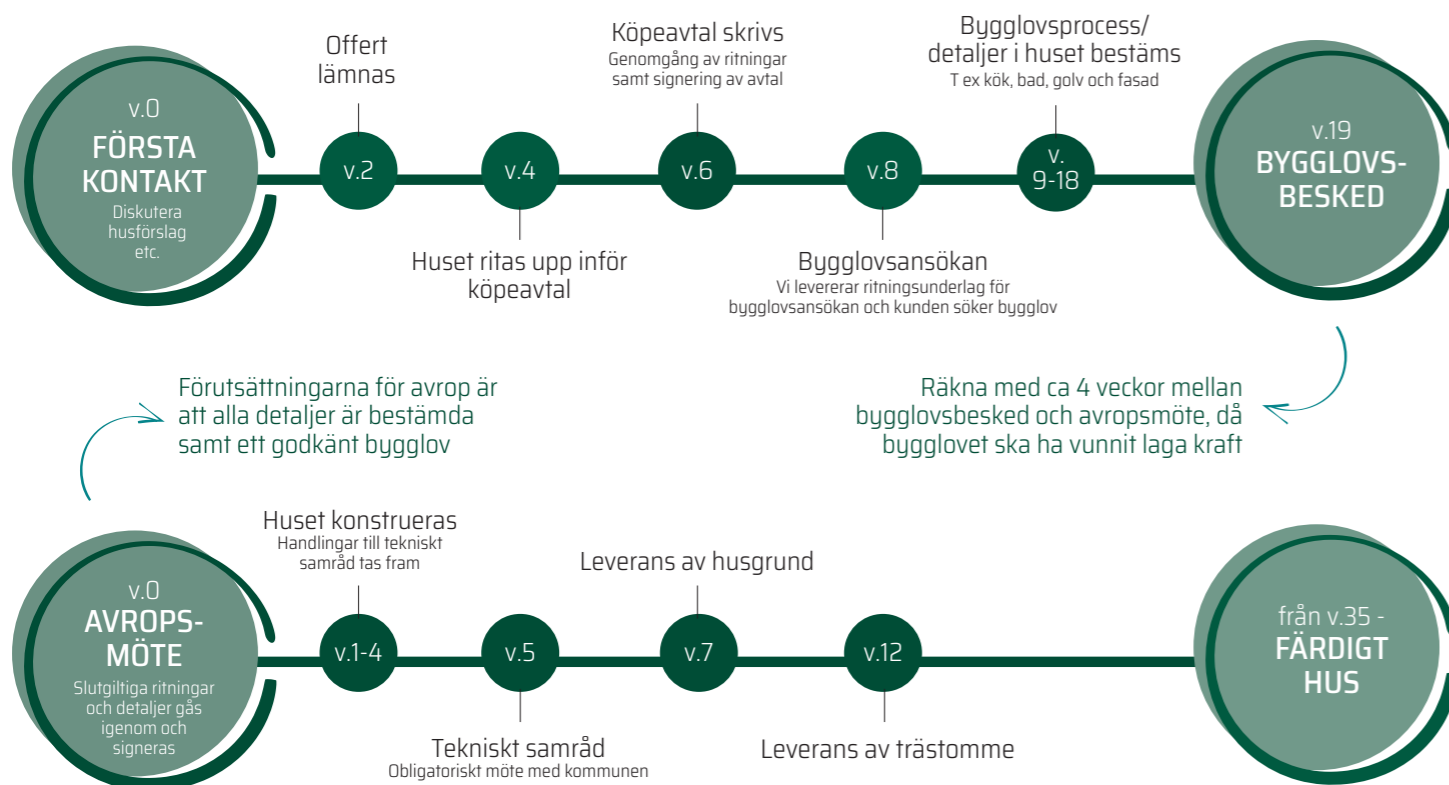 v.0
FÖRSTA
KONTAKT
Diskutera
husförslag
etc.
Offert
lämnas
v.2
v.4
Huset ritas upp inför
köpeavtal
Köpeavtal skrivs
Genomgång av ritningar
samt signering av avtal
v.6
v.8
Bygglovsansökan
Vi levererar ritningsunderlag för
bygglovsansökan och kunden söker bygglov
Bygglovsprocess/
detaljer i huset bestäms
T ex kök, bad, golv och fasad
v.
9-18
v.19
BYGGLOVS-
BESKED
Förutsättningarna för avrop är
att alla detaljer är bestämda
samt ett godkänt bygglov
Räkna med ca 4 veckor mellan
bygglovsbesked och avropsmöte, då
bygglovet ska ha vunnit laga kraft
v.0
AVROPS-
MÖTE
Slutgiltiga ritningar
och detaljer gås
igenom och
signeras
Huset konstrueras
Handlingar till tekniskt
samråd tas fram
v.1-4
v.5
Tekniskt samråd
Obligatoriskt möte med kommunen
Leverans av husgrund
v.7
v.12
Leverans av trästomme
från v.35 -
FÄRDIGT
HUS